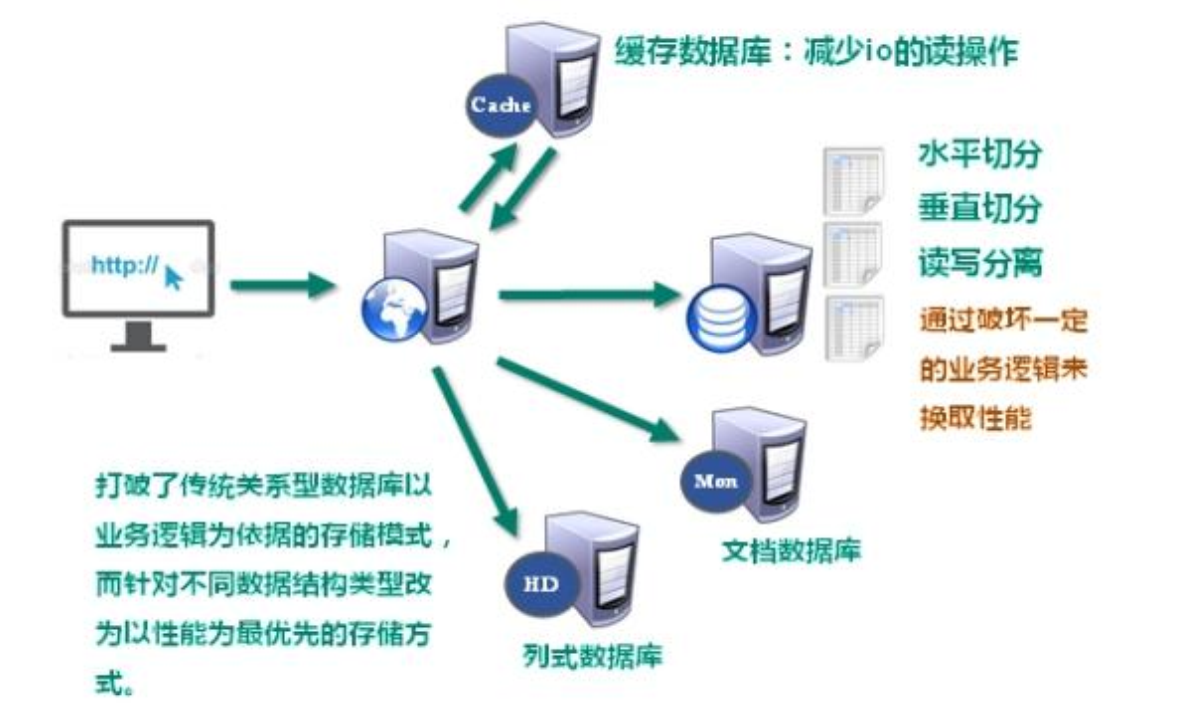 缓存数据库：减少io的读操作
Cache
水平切分
垂直切分
读写分离
通过破坏一定
的业务逻辑来
换取性能
http://
Mon
文档数据库
HD
列式数据库
打破了传统关系型数据库以
业务逻辑为依据的存储模式，
而针对不同数据结构类型改
为以性能为最优先的存储方
式。